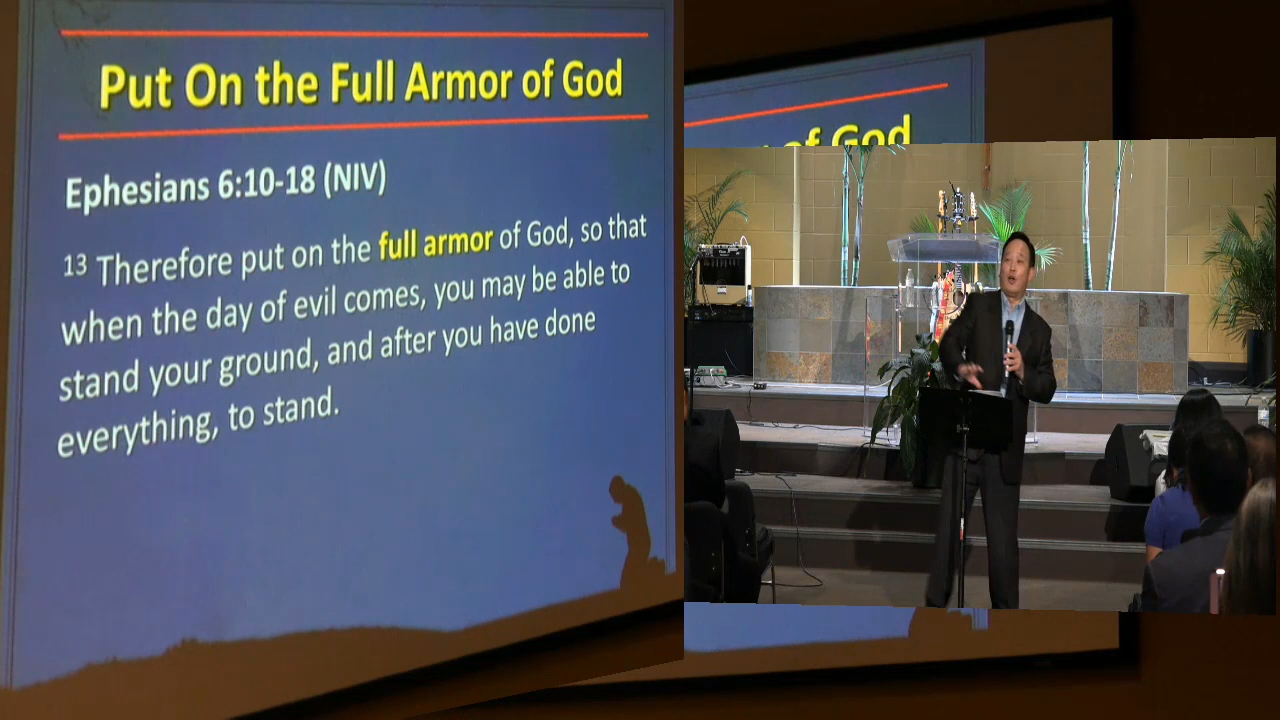 Put On the Full Armor of God
Ephesians 6:10-18 (NIV)
13 Therefore put on the full armor of God, so that
when the day of evil comes, you may be able to
stand your ground, and after you have done
everything, to stand.
of God